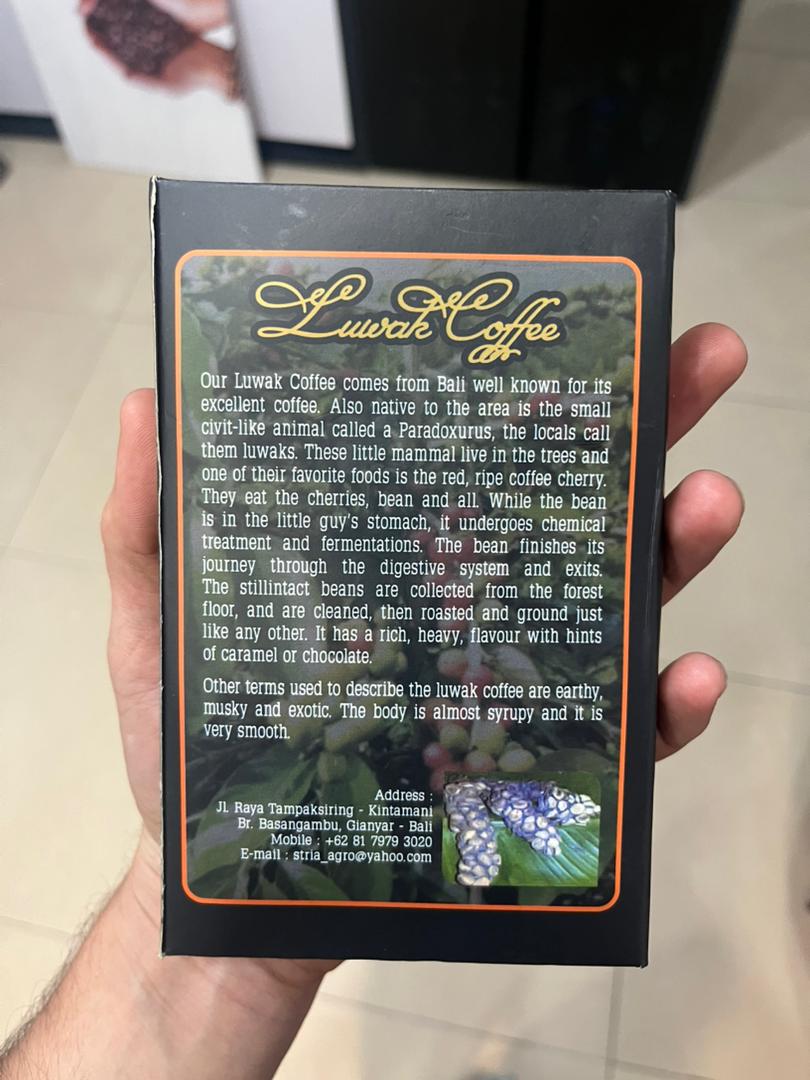 Luwak Coffee
Our Luwak Coffee comes from Bali well known for its
excellent coffee. Also native to the area is the small
civit-like animal called a Paradoxurus, the locals call
them luwaks. These little mammal live in the trees and
one of their favorite foods is the red, ripe coffee cherry.
They eat the cherries, bean and all. While the bean
is in the little guy's stomach, it undergoes chemical
treatment and fermentations. The bean finishes its
journey through the digestive system and exits.
The stillintact beans are collected from the forest
floor, and are cleaned, then roasted and ground just
like any other. It has a rich, heavy, flavour with hints
of caramel or chocolate.
Other terms used to describe the luwak coffee are earthy,
musky and exotic. The body is almost syrupy and it is
very smooth.
Address :
Jl. Raya Tampaksiring - Kintamani
Br. Basangambu, Gianyar - Bali
Mobile : +62 81 7979 3020
E-mail : stria_agro@yahoo.com